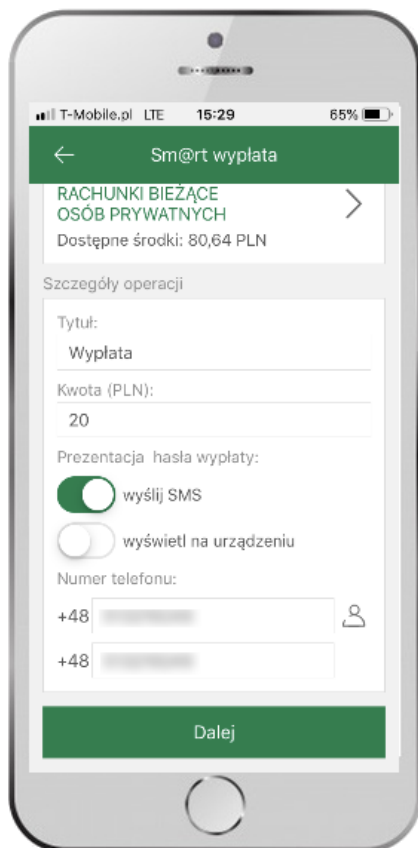 T-Mobile.pl LTE 15:29 65%
Sm@rt wypłata
RACHUNKI BIEŻĄCE
OSÓB PRYWATNYCH
Dostępne środki: 80,64 PLN
Szczegóły operacji
Tytuł:
Wypłata
Kwota (PLN):
20
Prezentacja hasła wypłaty:
wyślij SMS
wyświetl na urządzeniu
Numer telefonu:
+48
+48
Dalej